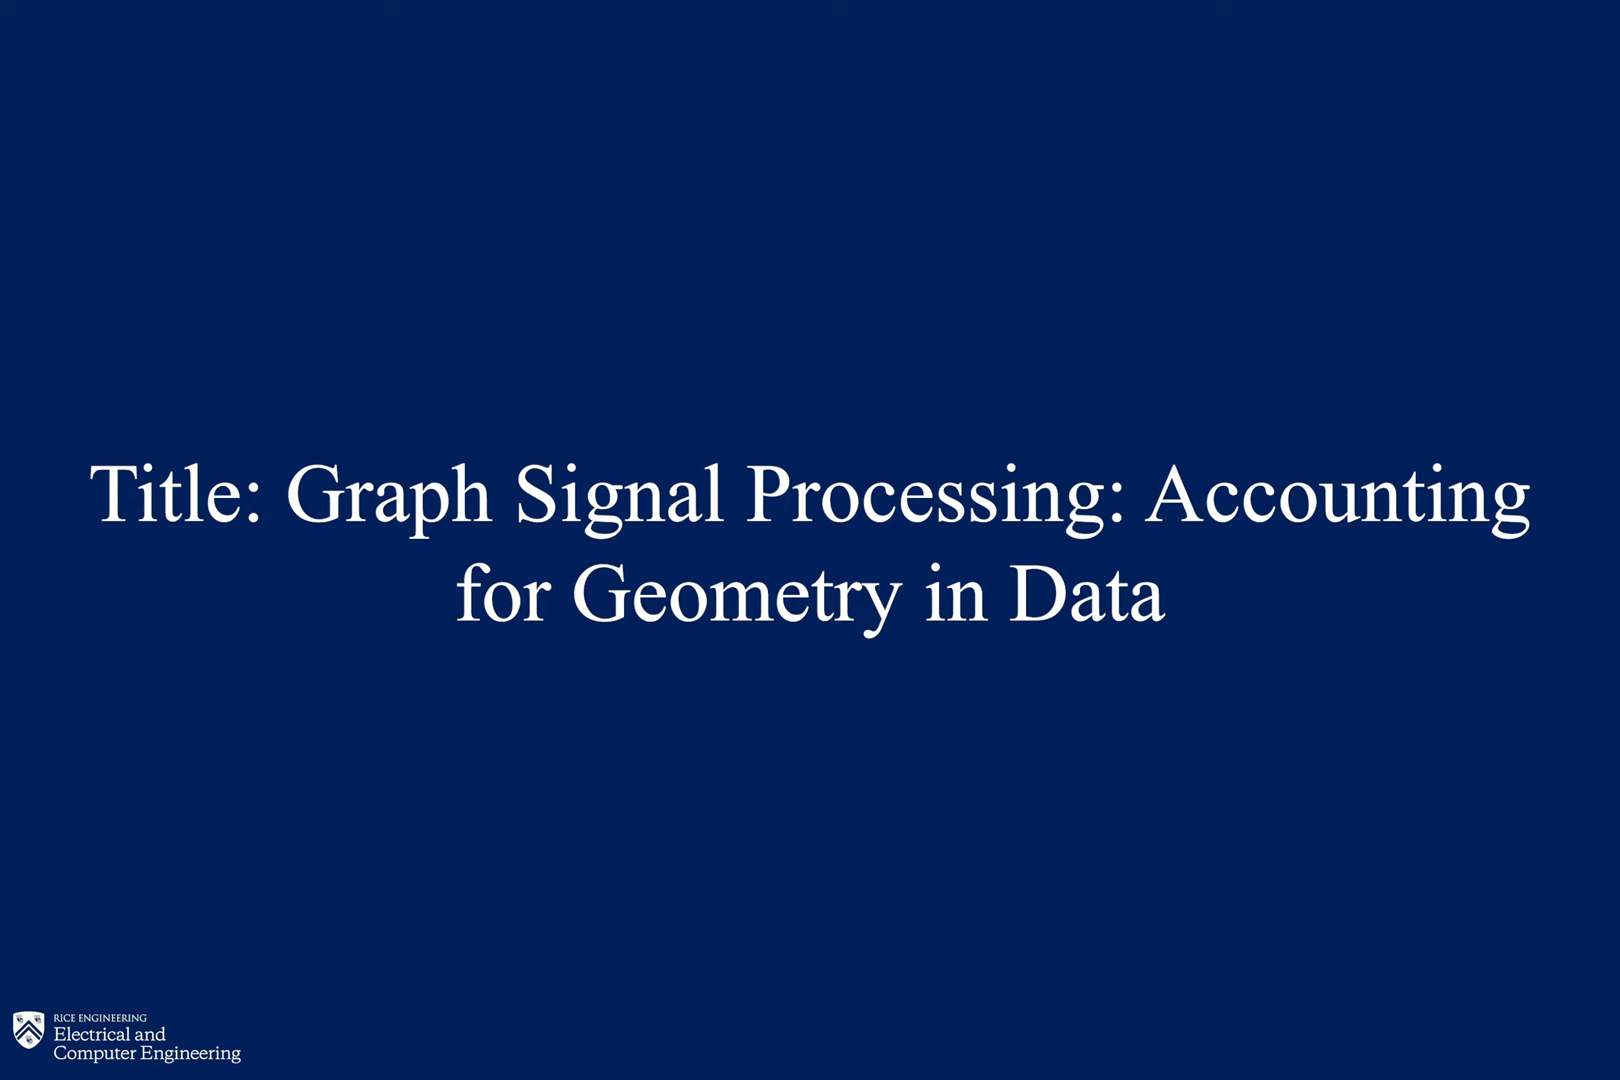 Title: Graph Signal Processing: Accounting
for Geometry in Data
RICE ENGINEERING
Electrical and
Computer Engineering